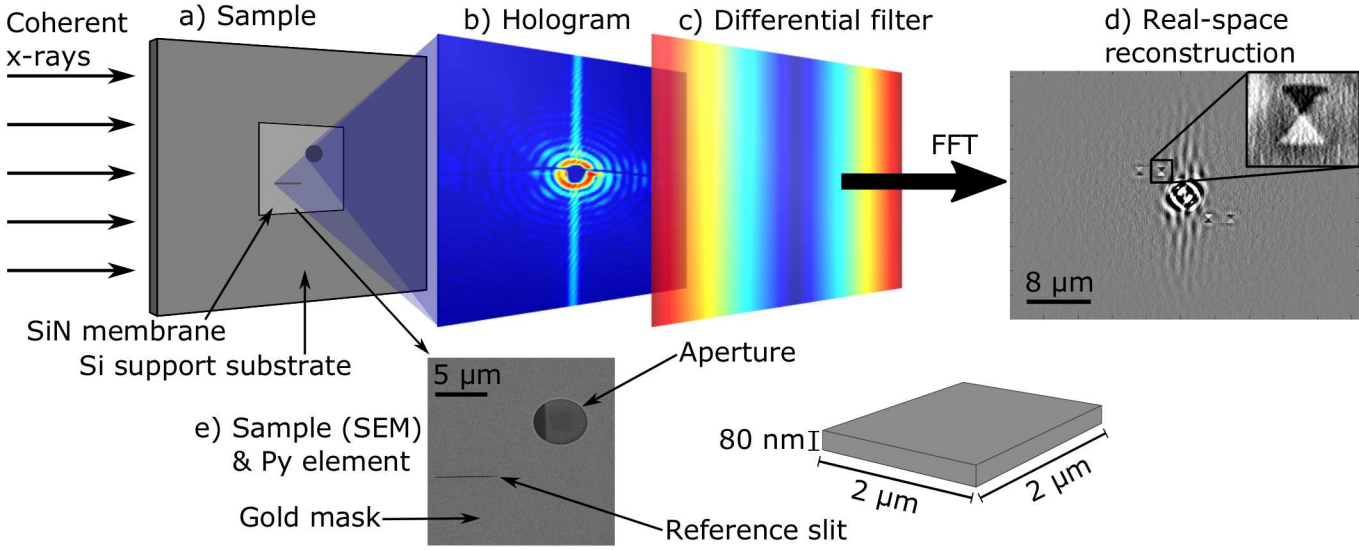 Coherent
x-rays
a) Sample
b) Hologram
c) Differential filter
d) Real-space
reconstruction
FFT
8 μm
SiN membrane
Si support substrate
5 μm
Aperture
e) Sample (SEM)
& Py element
Gold mask
Reference slit
80 nm
2 μm
2 μm